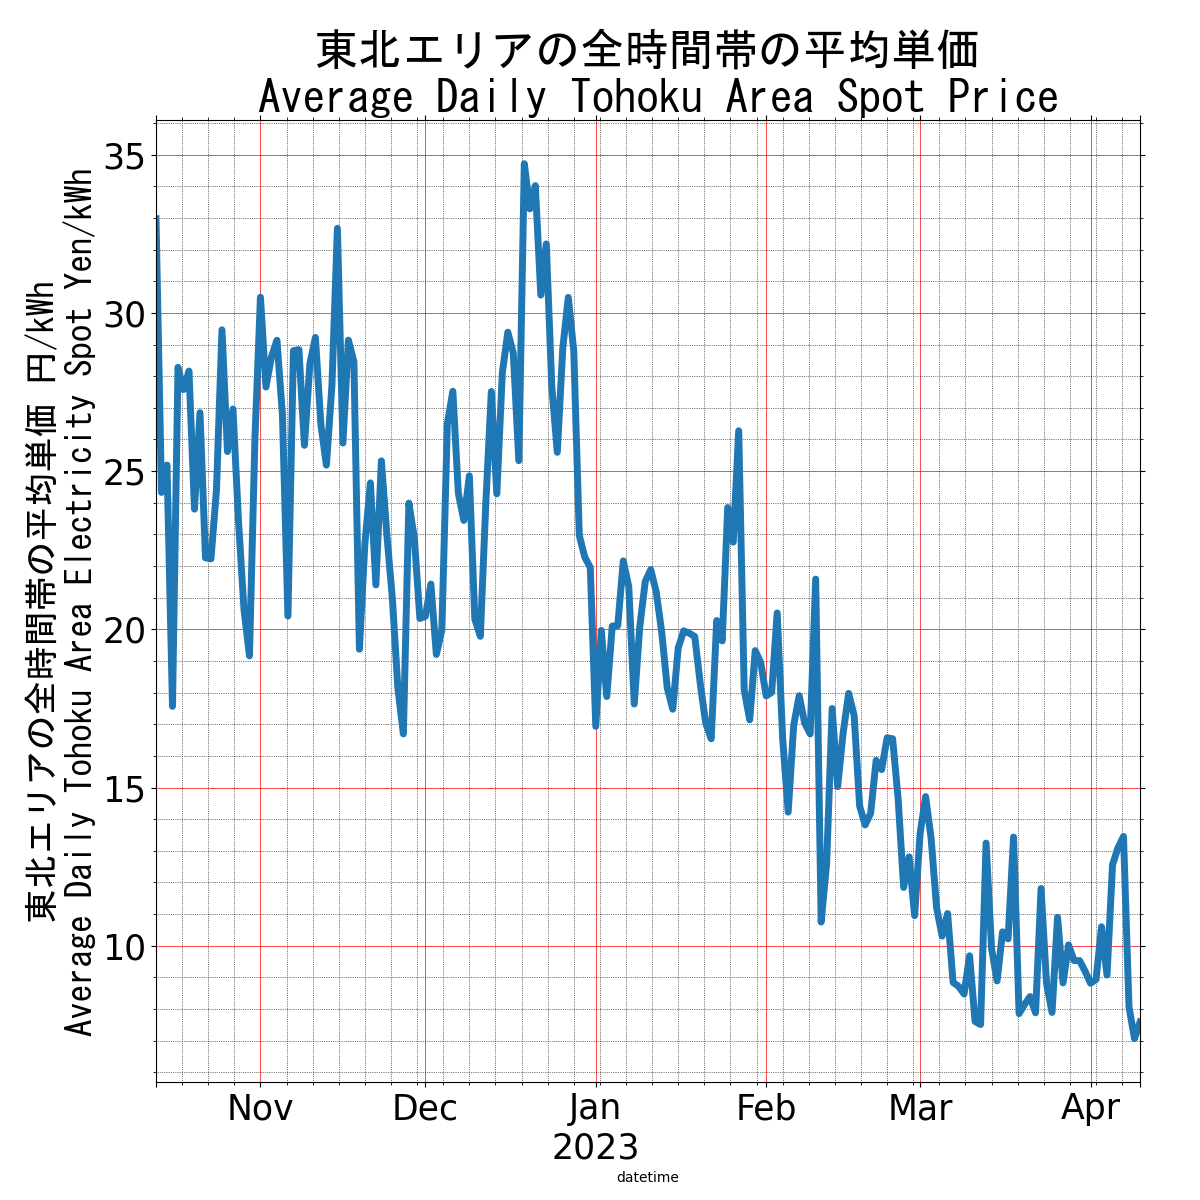 東北エリアの全時間帯の平均単価
Average Daily Tohoku Area Spot Price
東北エリアの全時間帯の平均単価 円/kWh
Average Daily Tohoku Area Electricity Spot Yen/kWh
35
30
25
20
15
10
Nov
Dec
Jan
2023
Feb
Mar
Apr
datetime